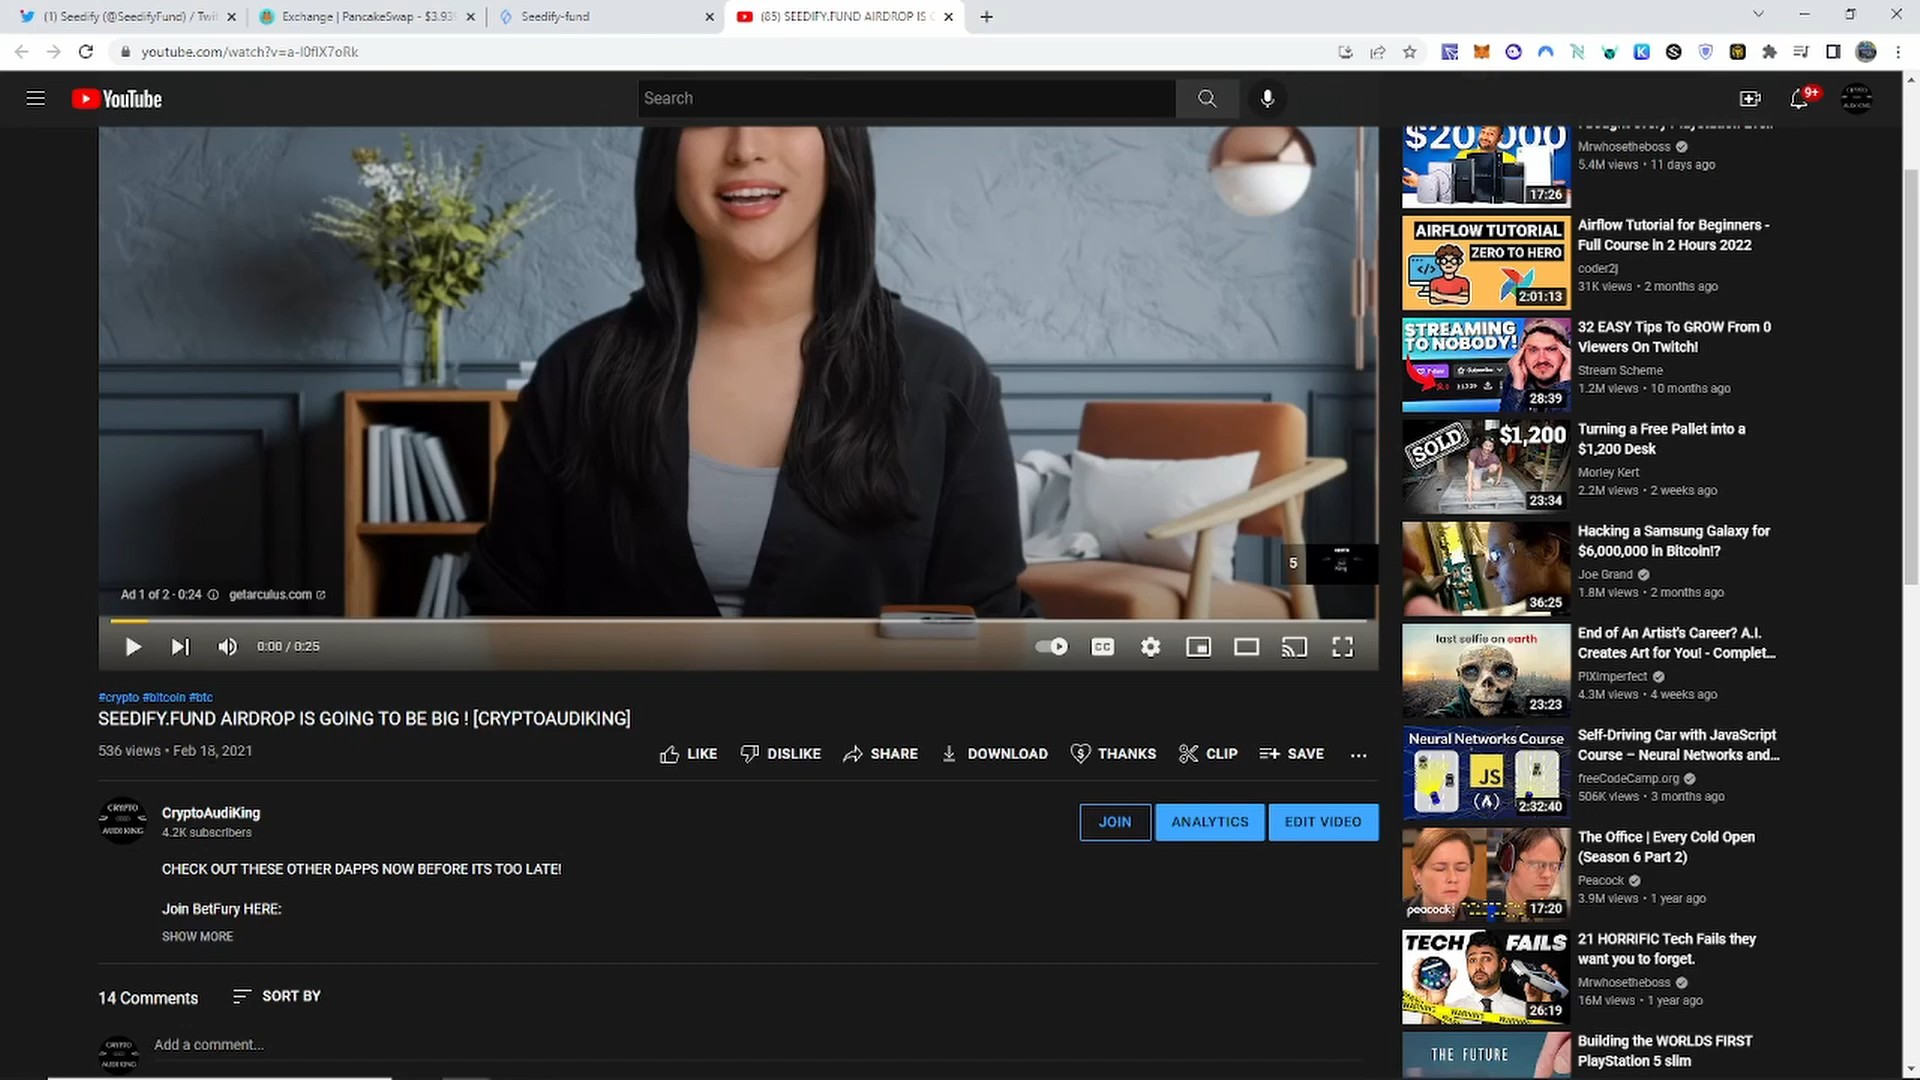 (1) Seedify (@SeedifyFund) / Twit
Exchange | PancakeSwap - $3.939
Seedify-fund
(85) SEEDIFY.FUND AIRDROP IS G
youtube.com/watch?v=a-I0fIX7oRk
YouTube
Search
9+
Ad 1 of 2 · 0:24
getarculus.com
5
0:00 / 0:25
CC
#crypto #bitcoin #btc
SEEDIFY.FUND AIRDROP IS GOING TO BE BIG ! [CRYPTOAUDIKING]
536 views • Feb 18, 2021
LIKE
DISLIKE
SHARE
DOWNLOAD
THANKS
CLIP
SAVE
CRYPTO
AUDI KING
CryptoAudiKing
4.2K subscribers
JOIN
ANALYTICS
EDIT VIDEO
CHECK OUT THESE OTHER DAPPS NOW BEFORE ITS TOO LATE!
Join BetFury HERE:
SHOW MORE
14 Comments
SORT BY
CRYPTO
AUDI KING
Add a comment...
$20,000
17:26
Mrwhosetheboss
5.4M views • 11 days ago
AIRFLOW TUTORIAL
ZERO TO HERO
2:01:13
Airflow Tutorial for Beginners -
Full Course in 2 Hours 2022
coder2j
31K views • 2 months ago
STREAMING
TO NOBODY!
28:39
32 EASY Tips To GROW From 0
Viewers On Twitch!
Stream Scheme
1.2M views • 10 months ago
SOLD
$1,200
23:34
Turning a Free Pallet into a
$1,200 Desk
Morley Kert
2.2M views • 2 weeks ago
36:25
Hacking a Samsung Galaxy for
$6,000,000 in Bitcoin!?
Joe Grand
1.8M views • 2 months ago
last selfie on earth
23:23
End of An Artist's Career? A.I.
Creates Art for You! - Complet...
PiXimperfect
4.3M views • 4 weeks ago
Neural Networks Course
JS
2:32:40
Self-Driving Car with JavaScript
Course – Neural Networks and...
freeCodeCamp.org
506K views • 3 months ago
peacock
17:20
The Office | Every Cold Open
(Season 6 Part 2)
Peacock
3.9M views • 1 year ago
TECH FAILS
WARNING
26:19
21 HORRIFIC Tech Fails they
want you to forget.
Mrwhosetheboss
16M views • 1 year ago
THE FUTURE
Building the WORLDS FIRST
PlayStation 5 slim